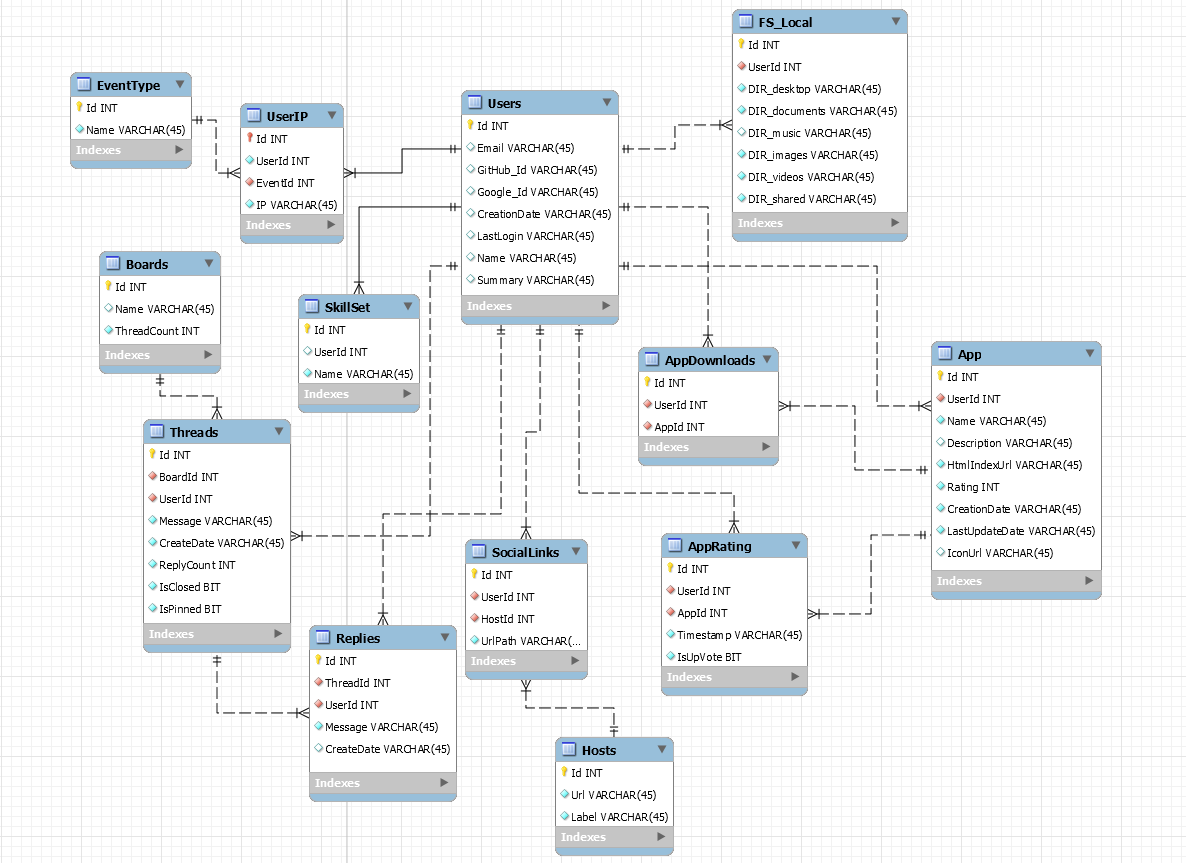 EventType
Id INT
Name VARCHAR(45)
Indexes
UserIP
Id INT
UserId INT
EventId INT
IP VARCHAR(45)
Indexes
Users
Id INT
Email VARCHAR(45)
GitHub_Id VARCHAR(45)
Google_Id VARCHAR(45)
CreationDate VARCHAR(45)
LastLogin VARCHAR(45)
Name VARCHAR(45)
Summary VARCHAR(45)
Indexes
FS_Local
Id INT
UserId INT
DIR_desktop VARCHAR(45)
DIR_documents VARCHAR(45)
DIR_music VARCHAR(45)
DIR_images VARCHAR(45)
DIR_videos VARCHAR(45)
DIR_shared VARCHAR(45)
Indexes
Boards
Id INT
Name VARCHAR(45)
ThreadCount INT
Indexes
SkillSet
Id INT
UserId INT
Name VARCHAR(45)
Indexes
AppDownloads
Id INT
UserId INT
AppId INT
Indexes
App
Id INT
UserId INT
Name VARCHAR(45)
Description VARCHAR(45)
HtmlIndexUrl VARCHAR(45)
Rating INT
CreationDate VARCHAR(45)
LastUpdateDate VARCHAR(45)
IconUrl VARCHAR(45)
Indexes
Threads
Id INT
BoardId INT
UserId INT
Message VARCHAR(45)
CreateDate VARCHAR(45)
ReplyCount INT
IsClosed BIT
IsPinned BIT
Indexes
SocialLinks
Id INT
UserId INT
HostId INT
UrlPath VARCHAR(...
Indexes
AppRating
Id INT
UserId INT
AppId INT
Timestamp VARCHAR(45)
IsUpVote BIT
Indexes
Replies
Id INT
ThreadId INT
UserId INT
Message VARCHAR(45)
CreateDate VARCHAR(45)
Indexes
Hosts
Id INT
Url VARCHAR(45)
Label VARCHAR(45)
Indexes